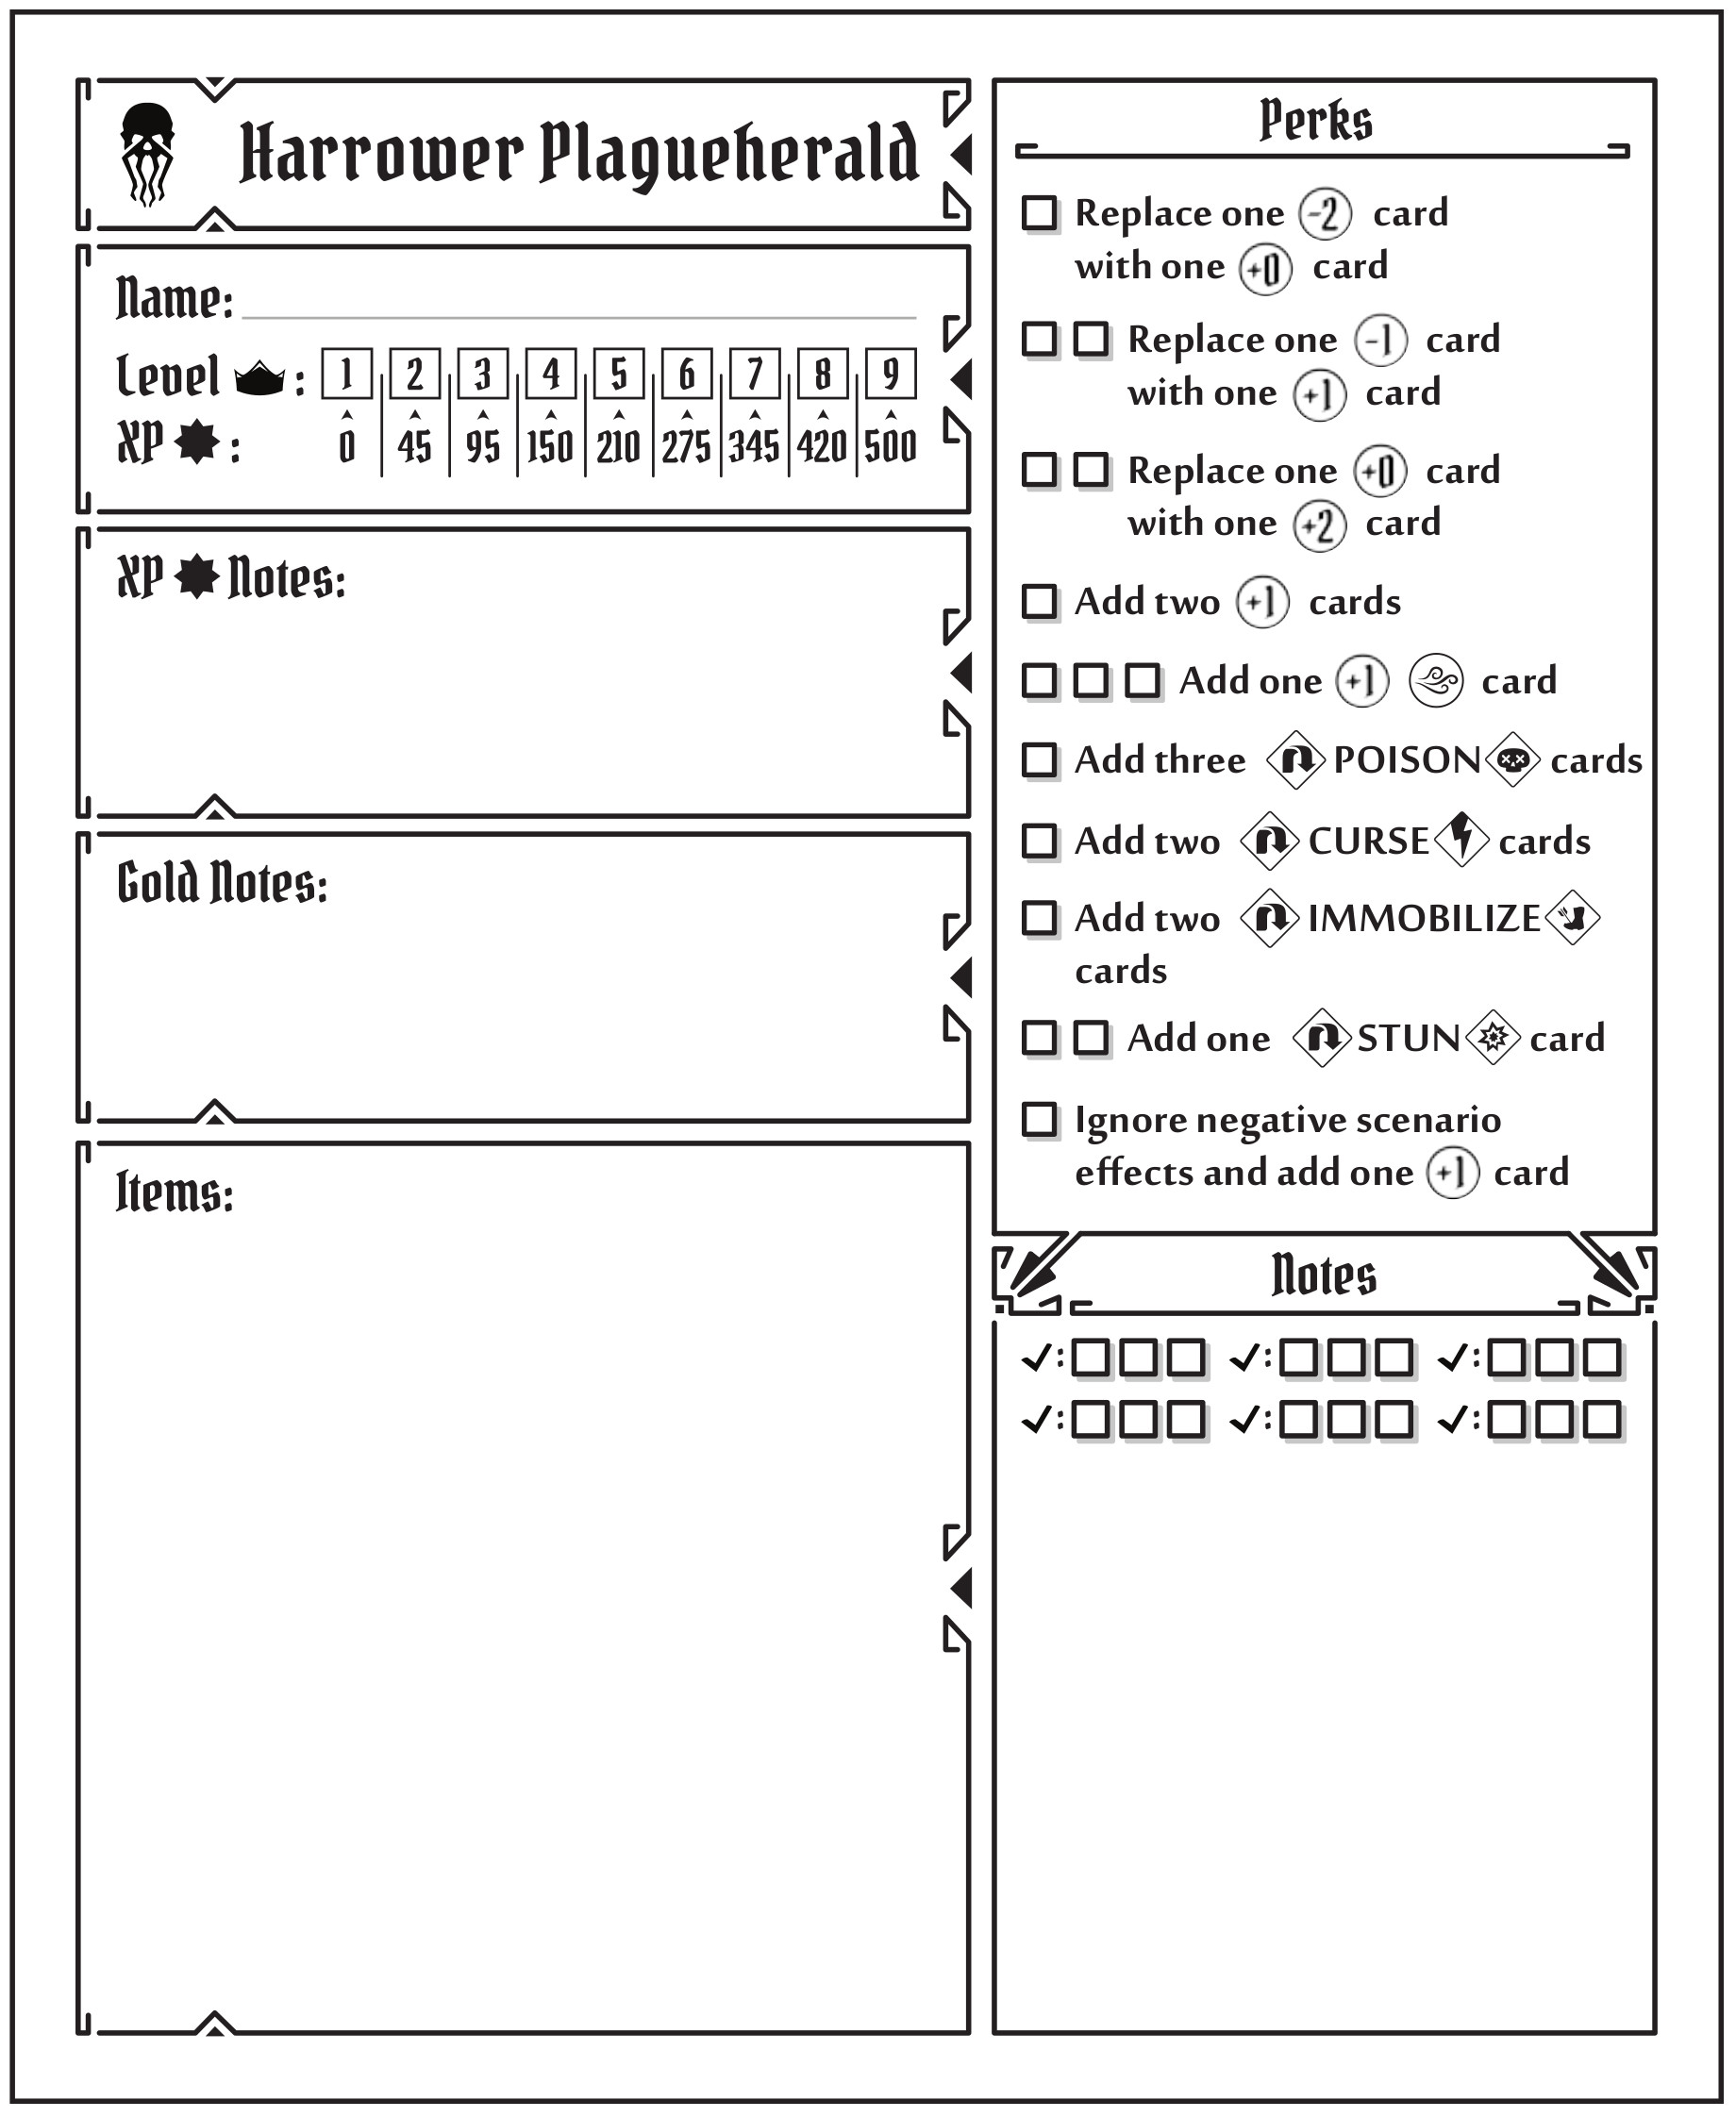 Harrower Plagueherald
Name:
Level : 1 2 3 4 5 6 7 8 9
XP : 0 45 95 150 210 275 345 420 500
XP Notes:
Gold Notes:
Items:
Perks
Replace one -2 card
with one +0 card
Replace one -1 card
with one +1 card
Replace one +0 card
with one +2 card
Add two +1 cards
Add one +1 card
Add three POISON cards
Add two CURSE cards
Add two IMMOBILIZE
cards
Add one STUN card
Ignore negative scenario
effects and add one +1 card
Notes
✓: ✓: ✓:
✓: ✓: ✓: